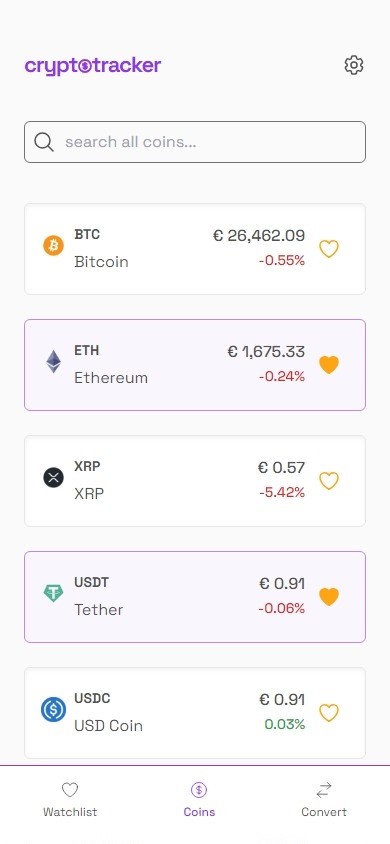 cryptotracker
search all coins...
BTC € 26,462.09
Bitcoin -0.55%
ETH € 1,675.33
Ethereum -0.24%
XRP € 0.57
XRP -5.42%
USDT € 0.91
Tether -0.06%
USDC € 0.91
USD Coin 0.03%
Watchlist Coins Convert